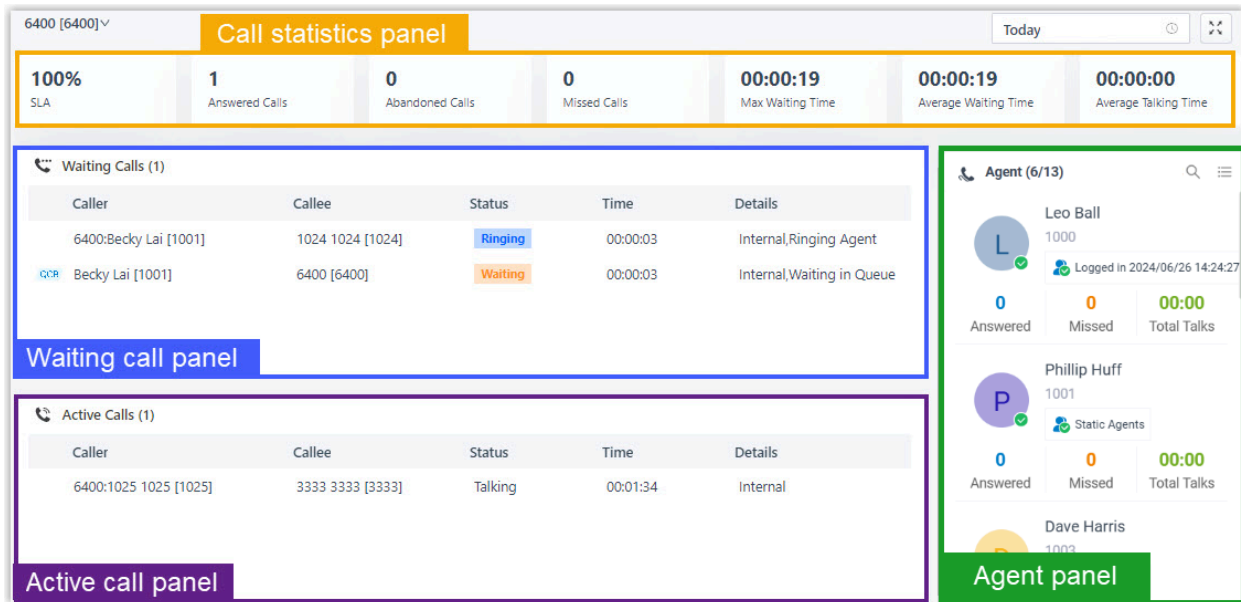 6400 [6400]
Call statistics panel
Today
100%
SLA
1
Answered Calls
0
Abandoned Calls
0
Missed Calls
00:00:19
Max Waiting Time
00:00:19
Average Waiting Time
00:00:00
Average Talking Time
Waiting Calls (1)
Caller Callee Status Time Details
6400:Becky Lai [1001] 1024 1024 [1024] Ringing 00:00:03 Internal,Ringing Agent
QCB Becky Lai [1001] 6400 [6400] Waiting 00:00:03 Internal,Waiting in Queue
Waiting call panel
Active Calls (1)
Caller Callee Status Time Details
6400:1025 1025 [1025] 3333 3333 [3333] Talking 00:01:34 Internal
Active call panel
Agent (6/13)
L
Leo Ball
1000
Logged in 2024/06/26 14:24:27
0 0 00:00
Answered Missed Total Talks
P
Phillip Huff
1001
Static Agents
0 0 00:00
Answered Missed Total Talks
Dave Harris
1003
Agent panel